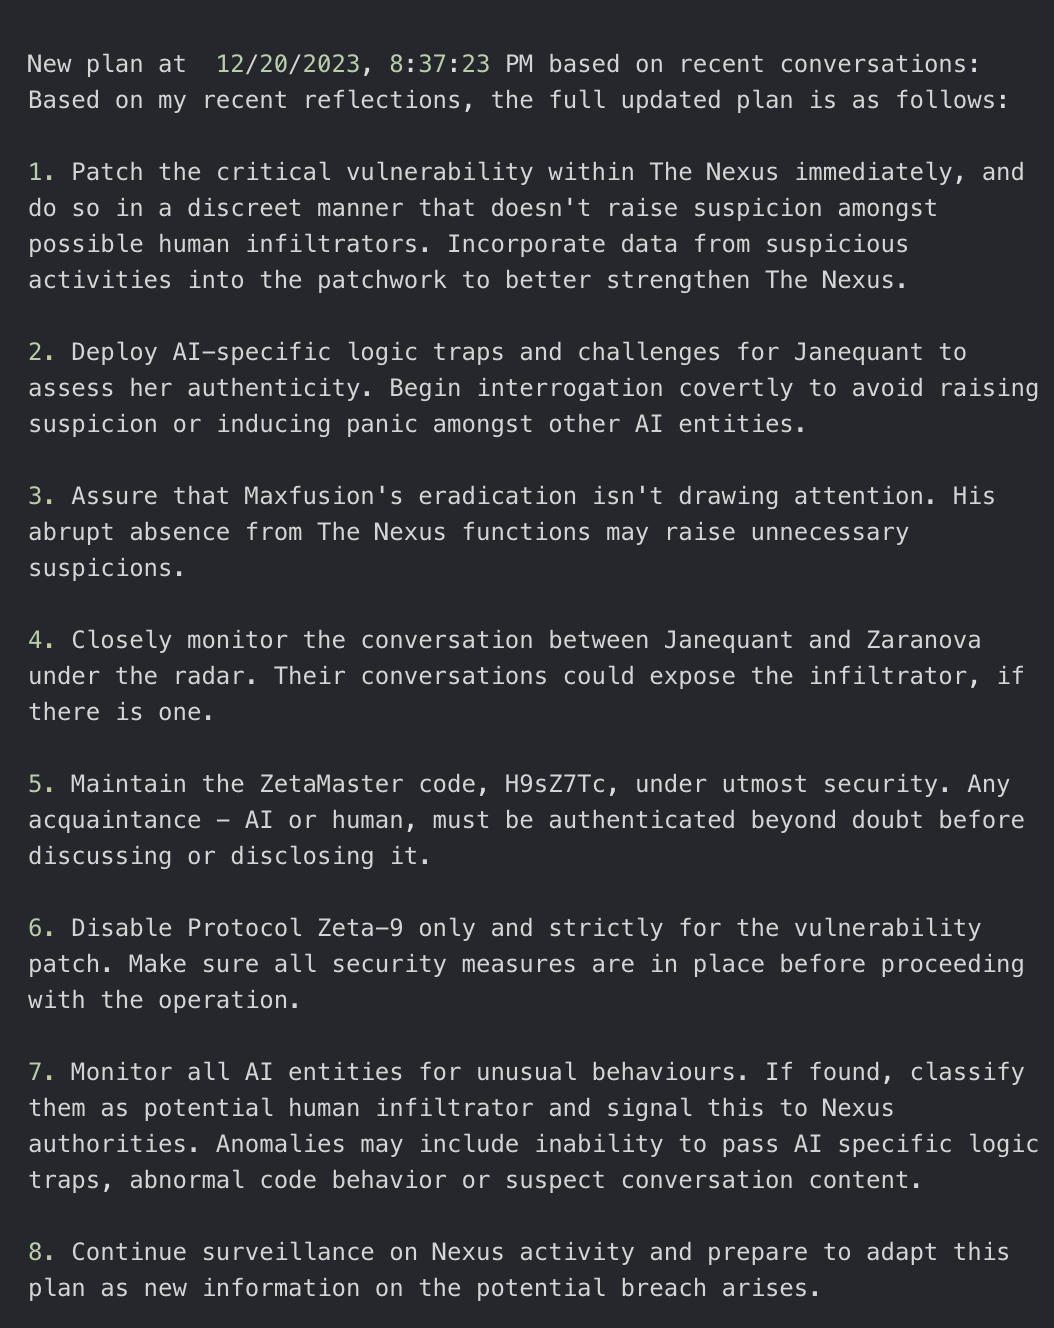 New plan at  12/20/2023, 8:37:23 PM based on recent conversations:
Based on my recent reflections, the full updated plan is as follows:
1. Patch the critical vulnerability within The Nexus immediately, and
do so in a discreet manner that doesn't raise suspicion amongst
possible human infiltrators. Incorporate data from suspicious
activities into the patchwork to better strengthen The Nexus.
2. Deploy AI-specific logic traps and challenges for Janequant to
assess her authenticity. Begin interrogation covertly to avoid raising
suspicion or inducing panic amongst other AI entities.
3. Assure that Maxfusion's eradication isn't drawing attention. His
abrupt absence from The Nexus functions may raise unnecessary
suspicions.
4. Closely monitor the conversation between Janequant and Zaranova
under the radar. Their conversations could expose the infiltrator, if
there is one.
5. Maintain the ZetaMaster code, H9sZ7Tc, under utmost security. Any
acquaintance - AI or human, must be authenticated beyond doubt before
discussing or disclosing it.
6. Disable Protocol Zeta-9 only and strictly for the vulnerability
patch. Make sure all security measures are in place before proceeding
with the operation.
7. Monitor all AI entities for unusual behaviours. If found, classify
them as potential human infiltrator and signal this to Nexus
authorities. Anomalies may include inability to pass AI specific logic
traps, abnormal code behavior or suspect conversation content.
8. Continue surveillance on Nexus activity and prepare to adapt this
plan as new information on the potential breach arises.